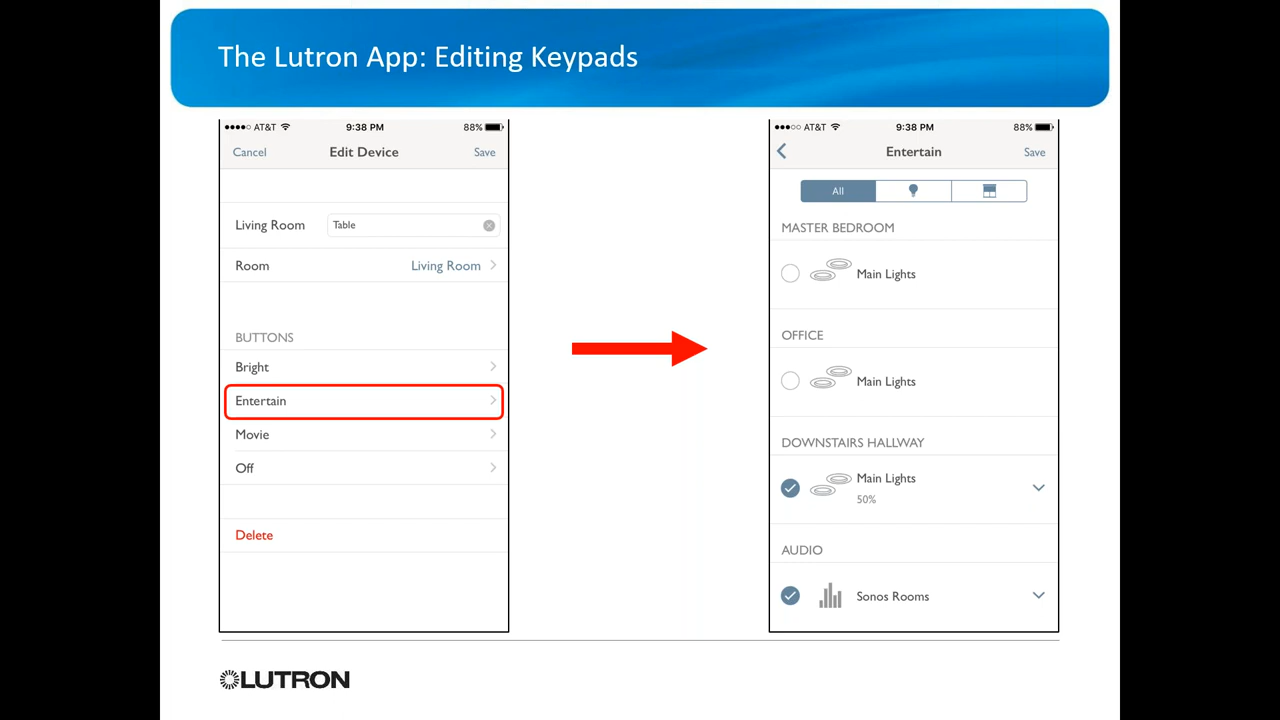 The Lutron App: Editing Keypads
AT&T 9:38 PM 88%
Cancel Edit Device Save
Living Room Table
Room Living Room
BUTTONS
Bright
Entertain
Movie
Off
Delete
AT&T 9:38 PM 88%
Entertain Save
All
MASTER BEDROOM
Main Lights
OFFICE
Main Lights
DOWNSTAIRS HALLWAY
Main Lights
50%
AUDIO
Sonos Rooms
LUTRON